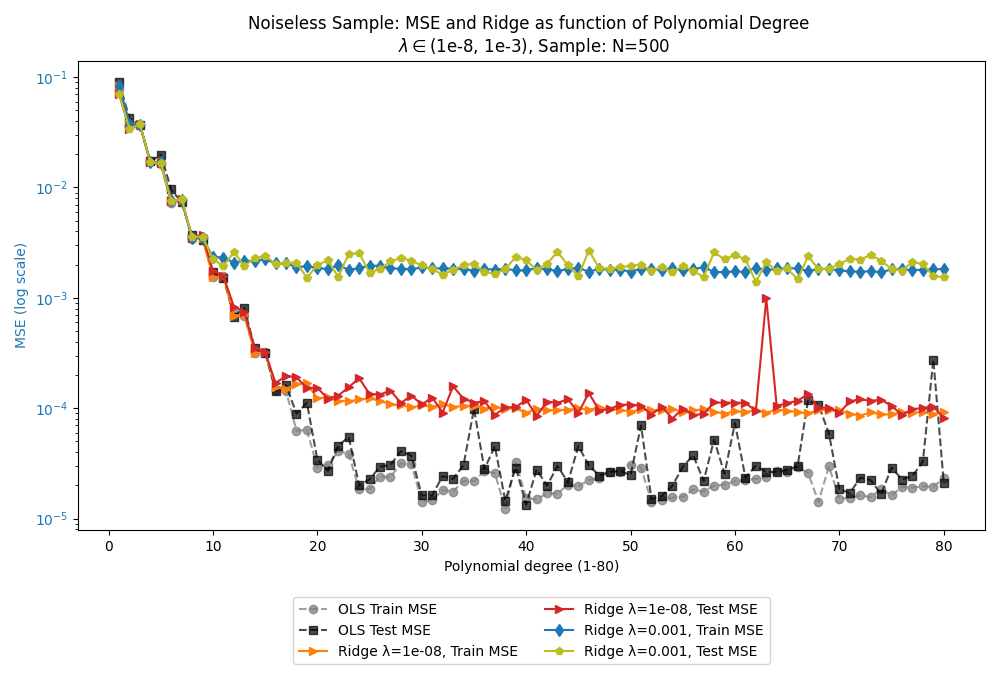 Noiseless Sample: MSE and Ridge as function of Polynomial Degree
λ ∈ (1e-8, 1e-3), Sample: N=500
MSE (log scale)
10⁻¹
10⁻²
10⁻³
10⁻⁴
10⁻⁵
0 10 20 30 40 50 60 70 80
Polynomial degree (1-80)
OLS Train MSE
OLS Test MSE
Ridge λ=1e-08, Train MSE
Ridge λ=1e-08, Test MSE
Ridge λ=0.001, Train MSE
Ridge λ=0.001, Test MSE